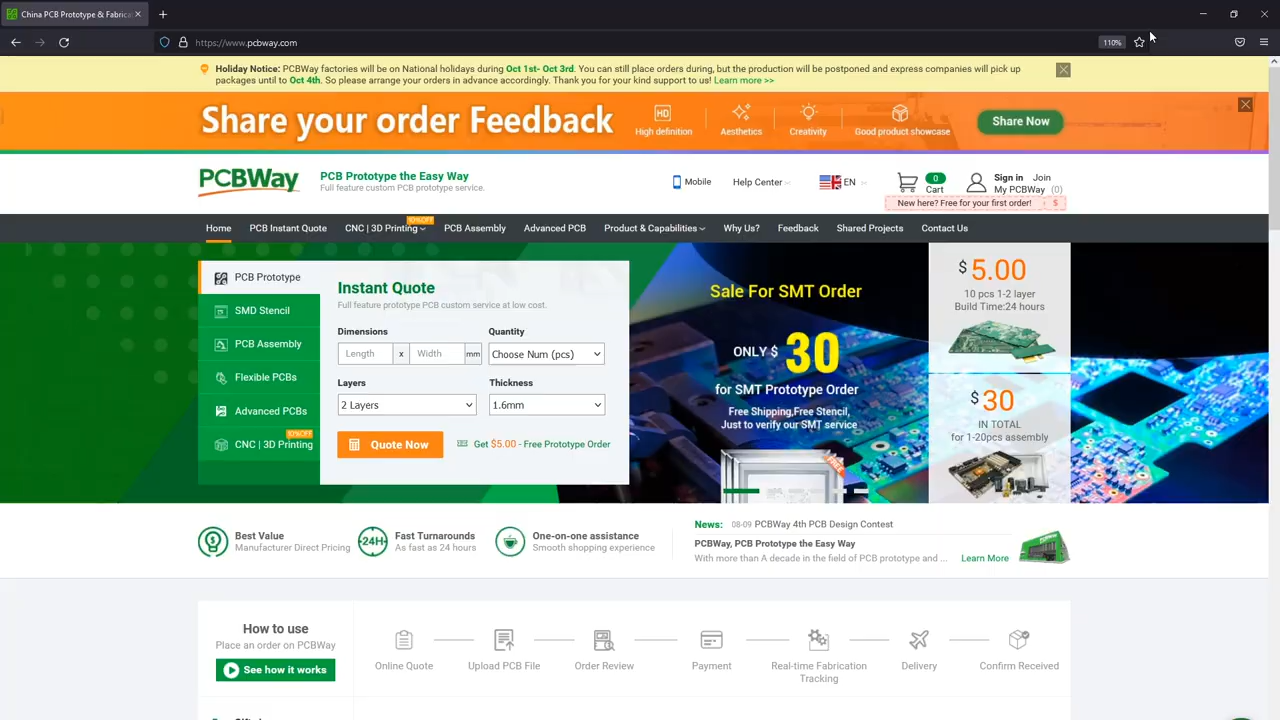 China PCB Prototype & Fabrica
https://www.pcbway.com
110%
Holiday Notice: PCBWay factories will be on National holidays during Oct 1st- Oct 3rd. You can still place orders during, but the production will be postponed and express companies will pick up
packages until to Oct 4th. So please arrange your orders in advance accordingly. Thank you for your kind support to us! Learn more >>
Share your order Feedback
HD
High definition
Aesthetics
Creativity
Good product showcase
Share Now
PCBWay
PCB Prototype the Easy Way
Full feature custom PCB prototype service.
Mobile
Help Center
EN
0
Cart
Sign in
Join
My PCBWay (0)
New here? Free for your first order!
$
10%OFF
Home
PCB Instant Quote
CNC | 3D Printing
PCB Assembly
Advanced PCB
Product & Capabilities
Why Us?
Feedback
Shared Projects
Contact Us
PCB Prototype
SMD Stencil
PCB Assembly
Flexible PCBs
Advanced PCBs
10%OFF
CNC | 3D Printing
Instant Quote
Full feature prototype PCB custom service at low cost.
Dimensions
Quantity
Length
x
Width
mm
Choose Num (pcs)
Layers
Thickness
2 Layers
1.6mm
Quote Now
Get $5.00 - Free Prototype Order
Sale For SMT Order
ONLY $ 30
for SMT Prototype Order
Free Shipping,Free Stencil,
Just to verify our SMT service
FREE
$ 5.00
10 pcs 1-2 layer
Build Time:24 hours
$ 30
IN TOTAL
for 1-20pcs assembly
Best Value
Manufacturer Direct Pricing
24H
Fast Turnarounds
As fast as 24 hours
One-on-one assistance
Smooth shopping experience
News: 08-09 PCBWay 4th PCB Design Contest
PCBWay, PCB Prototype the Easy Way
With more than A decade in the field of PCB prototype and ...
Learn More
How to use
Place an order on PCBWay
See how it works
Online Quote
Upload PCB File
Order Review
Payment
Real-time Fabrication
Tracking
Delivery
Confirm Received